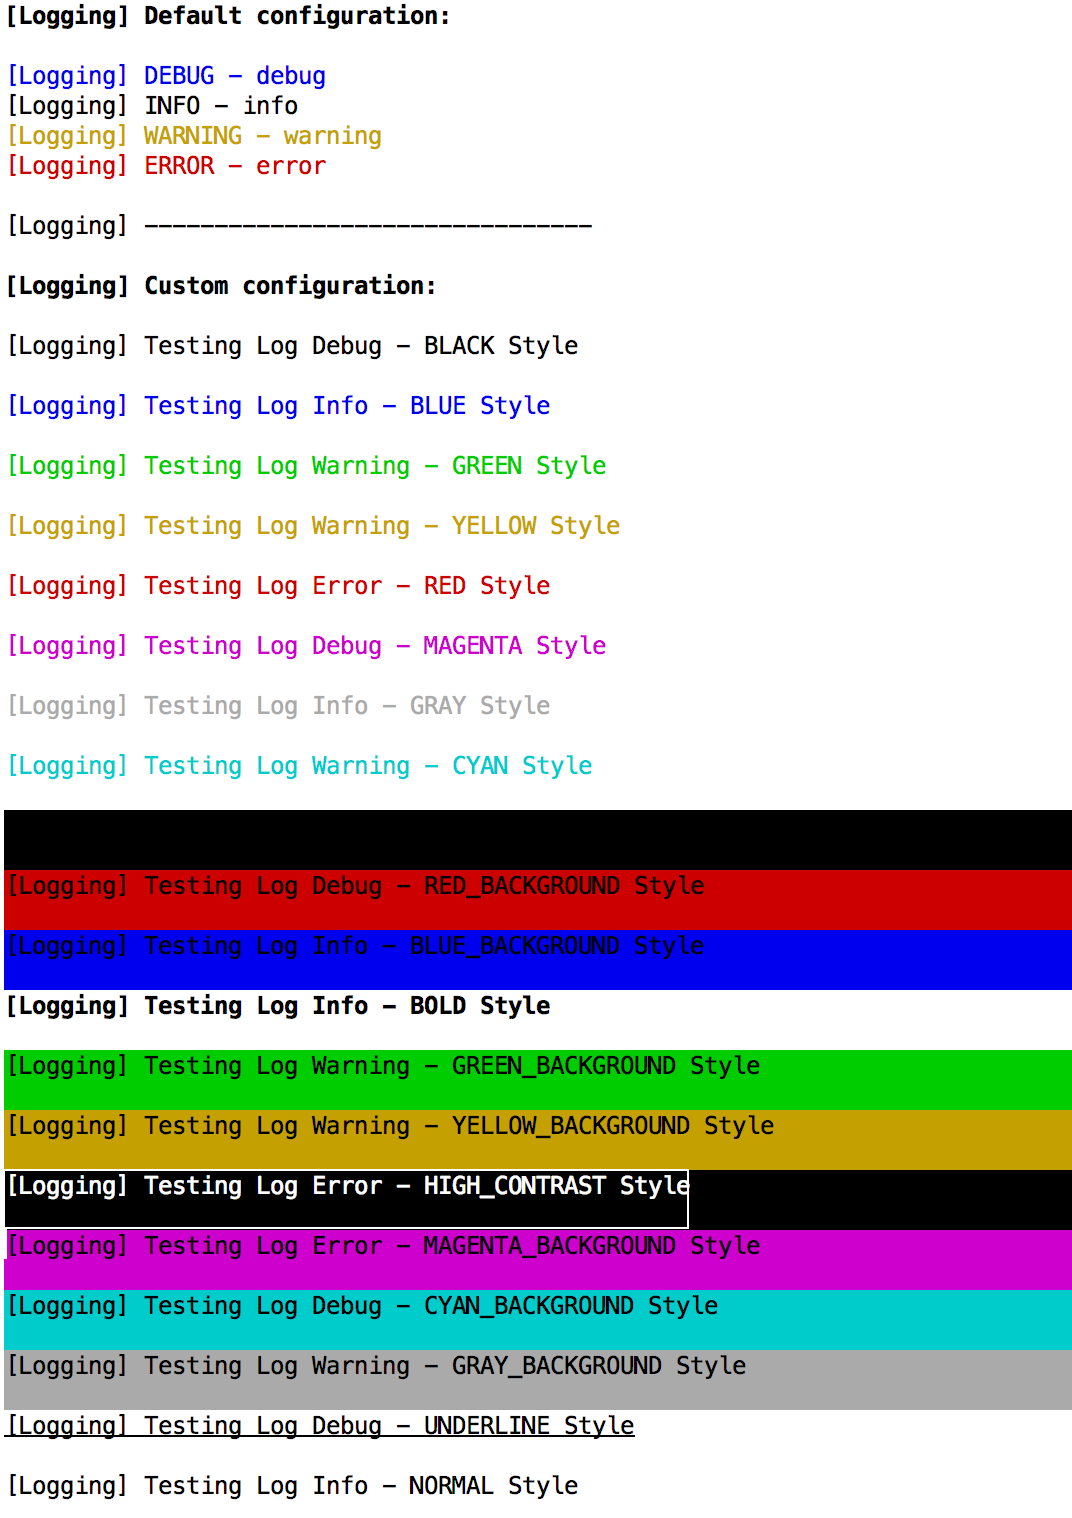 [Logging] Default configuration:
[Logging] DEBUG - debug
[Logging] INFO - info
[Logging] WARNING - warning
[Logging] ERROR - error
[Logging] --------------------------------
[Logging] Custom configuration:
[Logging] Testing Log Debug - BLACK Style
[Logging] Testing Log Info - BLUE Style
[Logging] Testing Log Warning - GREEN Style
[Logging] Testing Log Warning - YELLOW Style
[Logging] Testing Log Error - RED Style
[Logging] Testing Log Debug - MAGENTA Style
[Logging] Testing Log Info - GRAY Style
[Logging] Testing Log Warning - CYAN Style
[Logging] Testing Log Debug - RED_BACKGROUND Style
[Logging] Testing Log Info - BLUE_BACKGROUND Style
[Logging] Testing Log Info - BOLD Style
[Logging] Testing Log Warning - GREEN_BACKGROUND Style
[Logging] Testing Log Warning - YELLOW_BACKGROUND Style
[Logging] Testing Log Error - HIGH_CONTRAST Style
[Logging] Testing Log Error - MAGENTA_BACKGROUND Style
[Logging] Testing Log Debug - CYAN_BACKGROUND Style
[Logging] Testing Log Warning - GRAY_BACKGROUND Style
[Logging] Testing Log Debug - UNDERLINE Style
[Logging] Testing Log Info - NORMAL Style